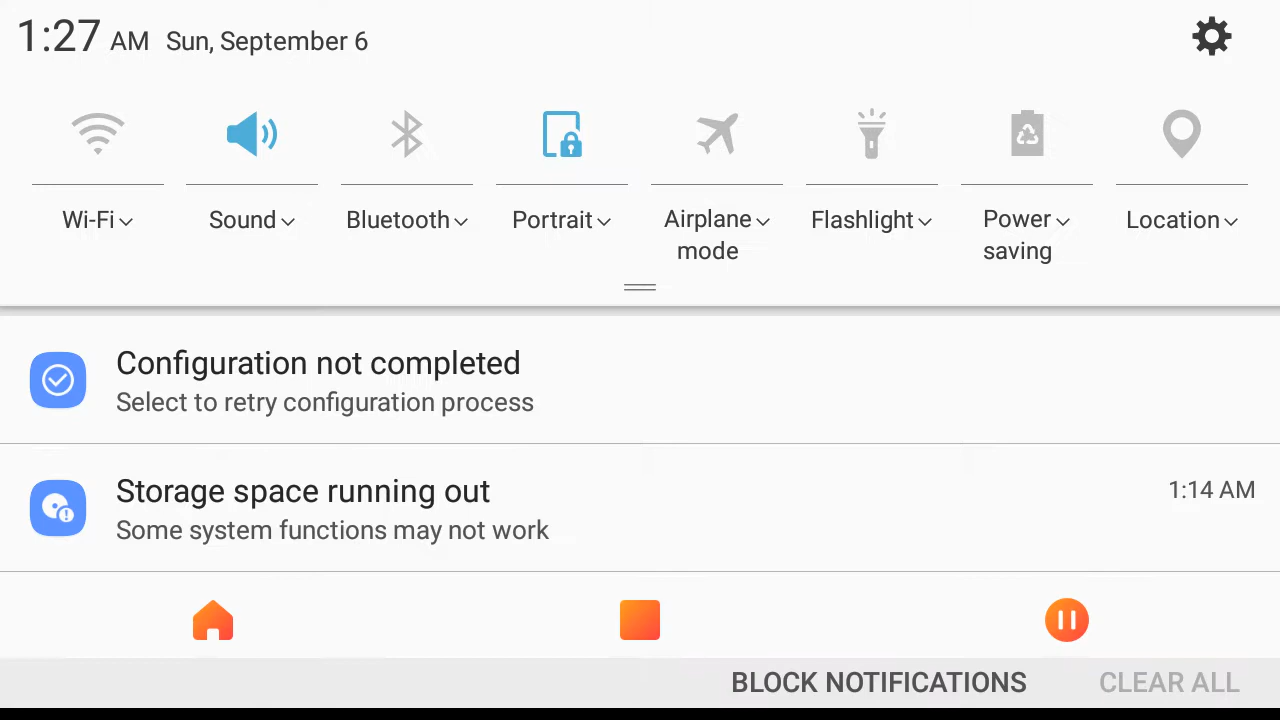 1:27 AM Sun, September 6
Wi-Fi Sound Bluetooth Portrait Airplane mode Flashlight Power saving Location
Configuration not completed
Select to retry configuration process
Storage space running out 1:14 AM
Some system functions may not work
BLOCK NOTIFICATIONS CLEAR ALL